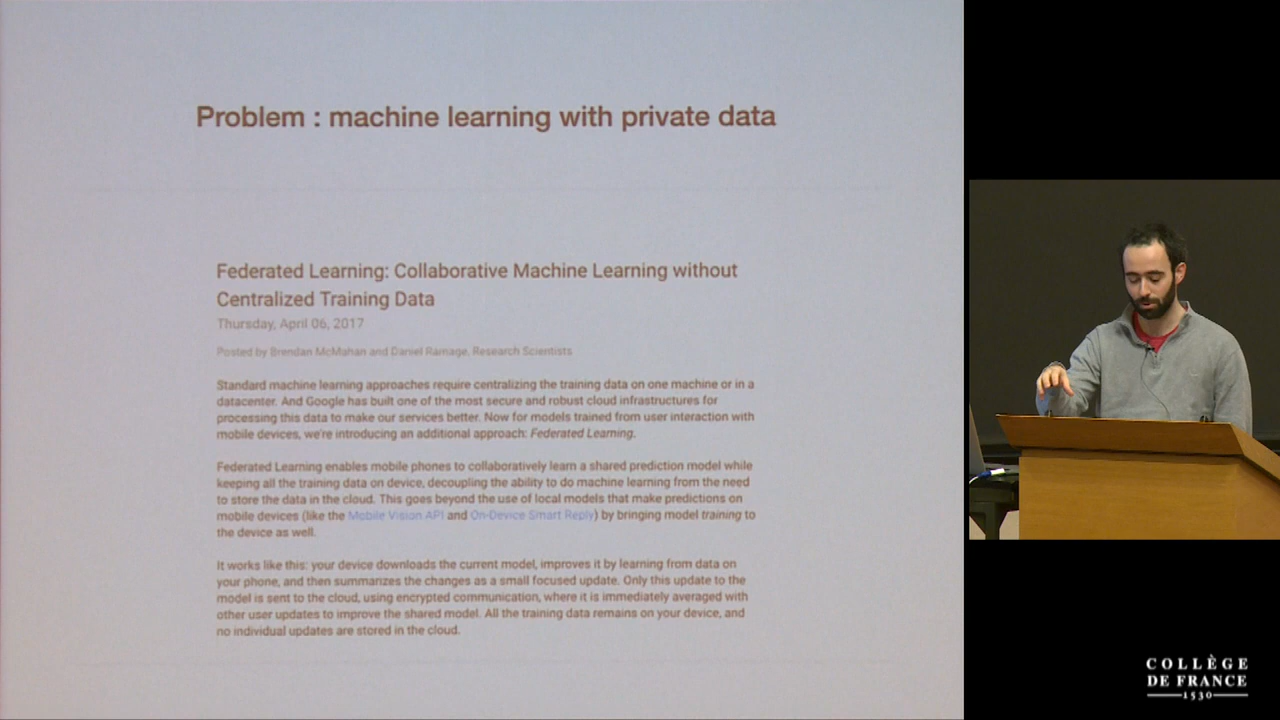 Problem : machine learning with private data
Federated Learning: Collaborative Machine Learning without
Centralized Training Data
Thursday, April 06, 2017
Posted by Brendan McMahan and Daniel Ramage, Research Scientists
Standard machine learning approaches require centralizing the training data on one machine or in a
datacenter. And Google has built one of the most secure and robust cloud infrastructures for
processing this data to make our services better. Now for models trained from user interaction with
mobile devices, we're introducing an additional approach: Federated Learning.
Federated Learning enables mobile phones to collaboratively learn a shared prediction model while
keeping all the training data on device, decoupling the ability to do machine learning from the need
to store the data in the cloud. This goes beyond the use of local models that make predictions on
mobile devices (like the Mobile Vision API and On-Device Smart Reply) by bringing model training to
the device as well.
It works like this: your device downloads the current model, improves it by learning from data on
your phone, and then summarizes the changes as a small focused update. Only this update to the
model is sent to the cloud, using encrypted communication, where it is immediately averaged with
other user updates to improve the shared model. All the training data remains on your device, and
no individual updates are stored in the cloud.
COLLÈGE
DE FRANCE
1530